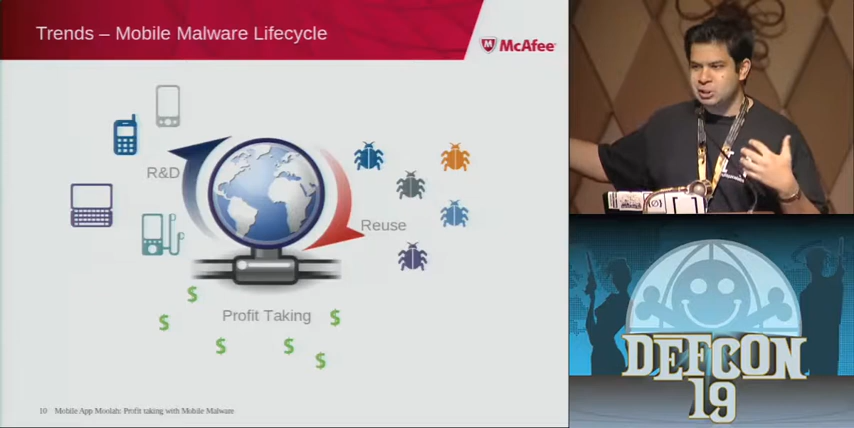 Trends – Mobile Malware Lifecycle
McAfee
R&D
Reuse
Profit Taking
$
$
$
$
$
$
10 Mobile App Moolah: Profit taking with Mobile Malware
DEFCON
19